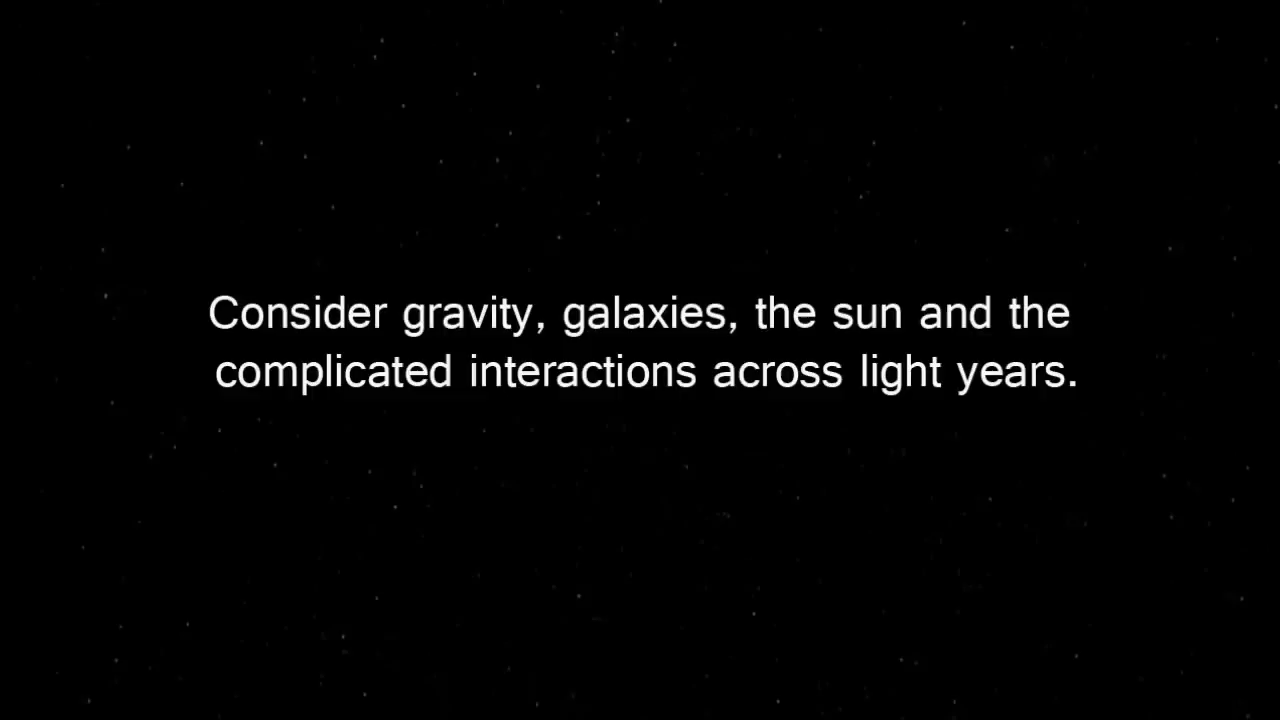 Consider gravity, galaxies, the sun and the
complicated interactions across light years.